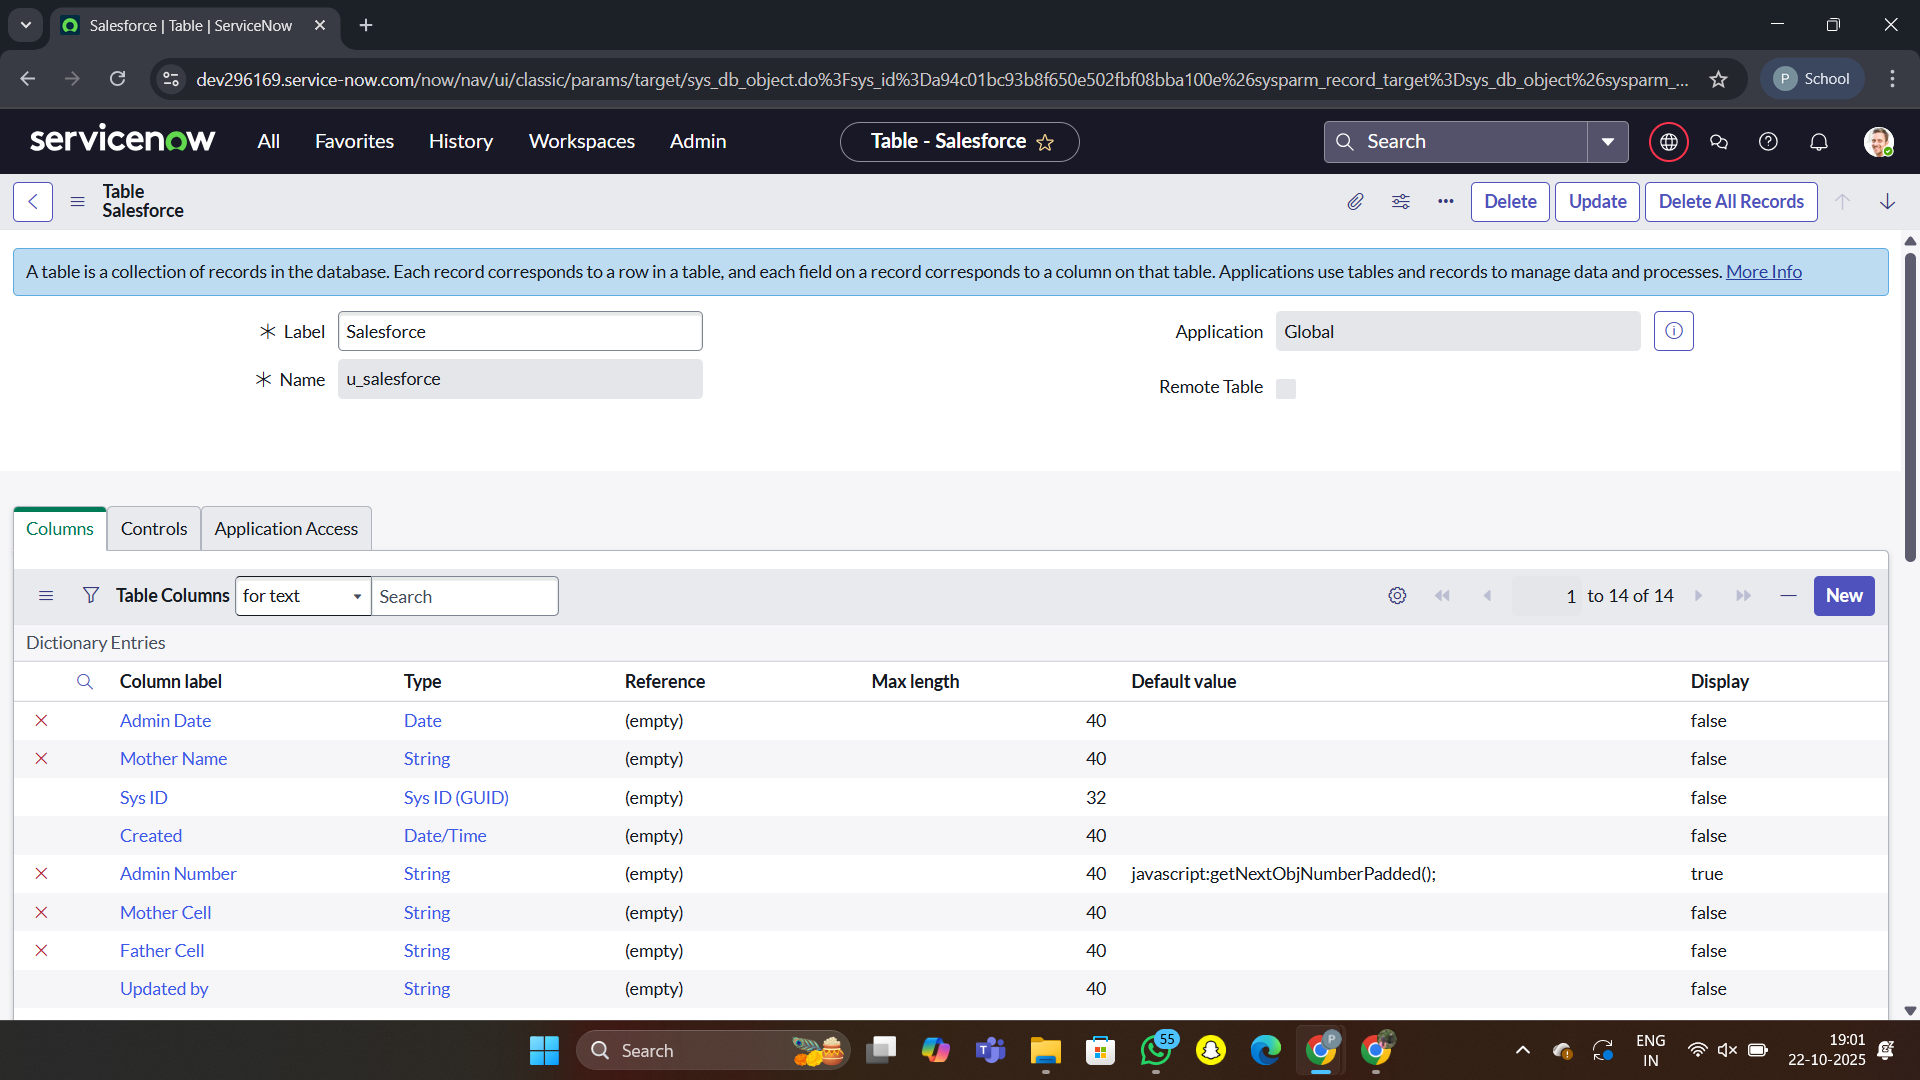 Salesforce | Table | ServiceNow
dev296169.service-now.com/now/nav/ui/classic/params/target/sys_db_object.do%3Fsys_id%3Da94c01bc93b8f650e502fbf08bba100e%26sysparm_record_target%3Dsys_db_object%26sysparm_...
P School
servicenow All Favorites History Workspaces Admin Table - Salesforce Search
Table
Salesforce
Delete Update Delete All Records
A table is a collection of records in the database. Each record corresponds to a row in a table, and each field on a record corresponds to a column on that table. Applications use tables and records to manage data and processes. More Info
Label Salesforce Application Global
Name u_salesforce Remote Table
Columns Controls Application Access
Table Columns for text Search 1 to 14 of 14 New
Dictionary Entries
Column label Type Reference Max length Default value Display
Admin Date Date (empty) 40 false
Mother Name String (empty) 40 false
Sys ID Sys ID (GUID) (empty) 32 false
Created Date/Time (empty) 40 false
Admin Number String (empty) 40 javascript:getNextObjNumberPadded(); true
Mother Cell String (empty) 40 false
Father Cell String (empty) 40 false
Updated by String (empty) 40 false
Search 55 P ENG 19:01
IN 22-10-2025